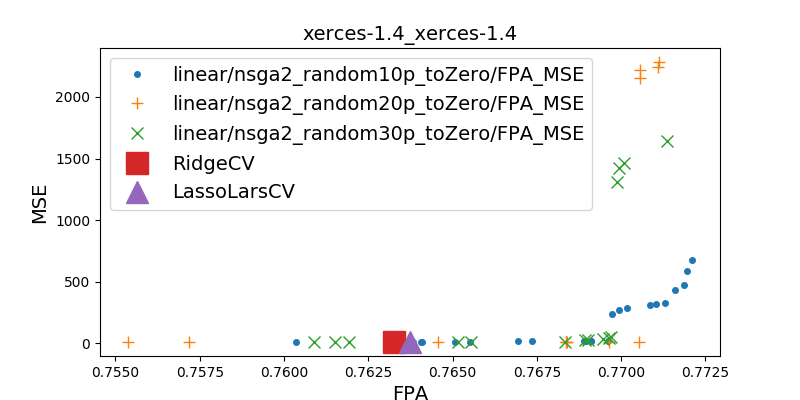 xerces-1.4_xerces-1.4
linear/nsga2_random10p_toZero/FPA_MSE
linear/nsga2_random20p_toZero/FPA_MSE
linear/nsga2_random30p_toZero/FPA_MSE
RidgeCV
LassoLarsCV
MSE
2000
1500
1000
500
0
0.7550 0.7575 0.7600 0.7625 0.7650 0.7675 0.7700 0.7725
FPA